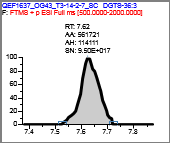 QEF1637_OG43_T3-14-2-7_SC DGT8-36:3
F: FTMS + p ESI Full ms [500.0000-2000.0000]
RT: 7.62
AA: 561721
AH: 114111
SN: 9.50E+017
100
80
60
40
20
0
7.4 7.5 7.6 7.7 7.8